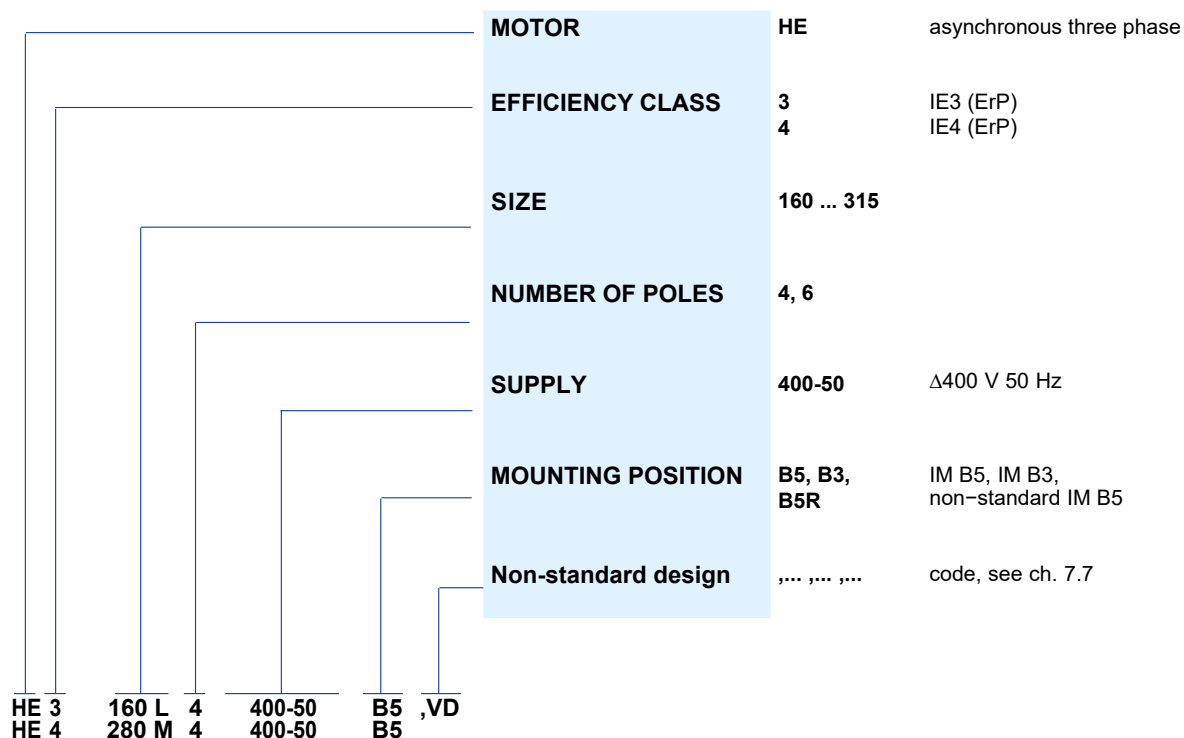 MOTOR HE asynchronous three phase
EFFICIENCY CLASS 3 IE3 (ErP)
4 IE4 (ErP)
SIZE 160 ... 315
NUMBER OF POLES 4, 6
SUPPLY 400-50 Δ400 V 50 Hz
MOUNTING POSITION B5, B3, IM B5, IM B3,
B5R non−standard IM B5
Non-standard design ,... ,... ,... code, see ch. 7.7
HE 3 160 L 4 400-50 B5 ,VD
HE 4 280 M 4 400-50 B5